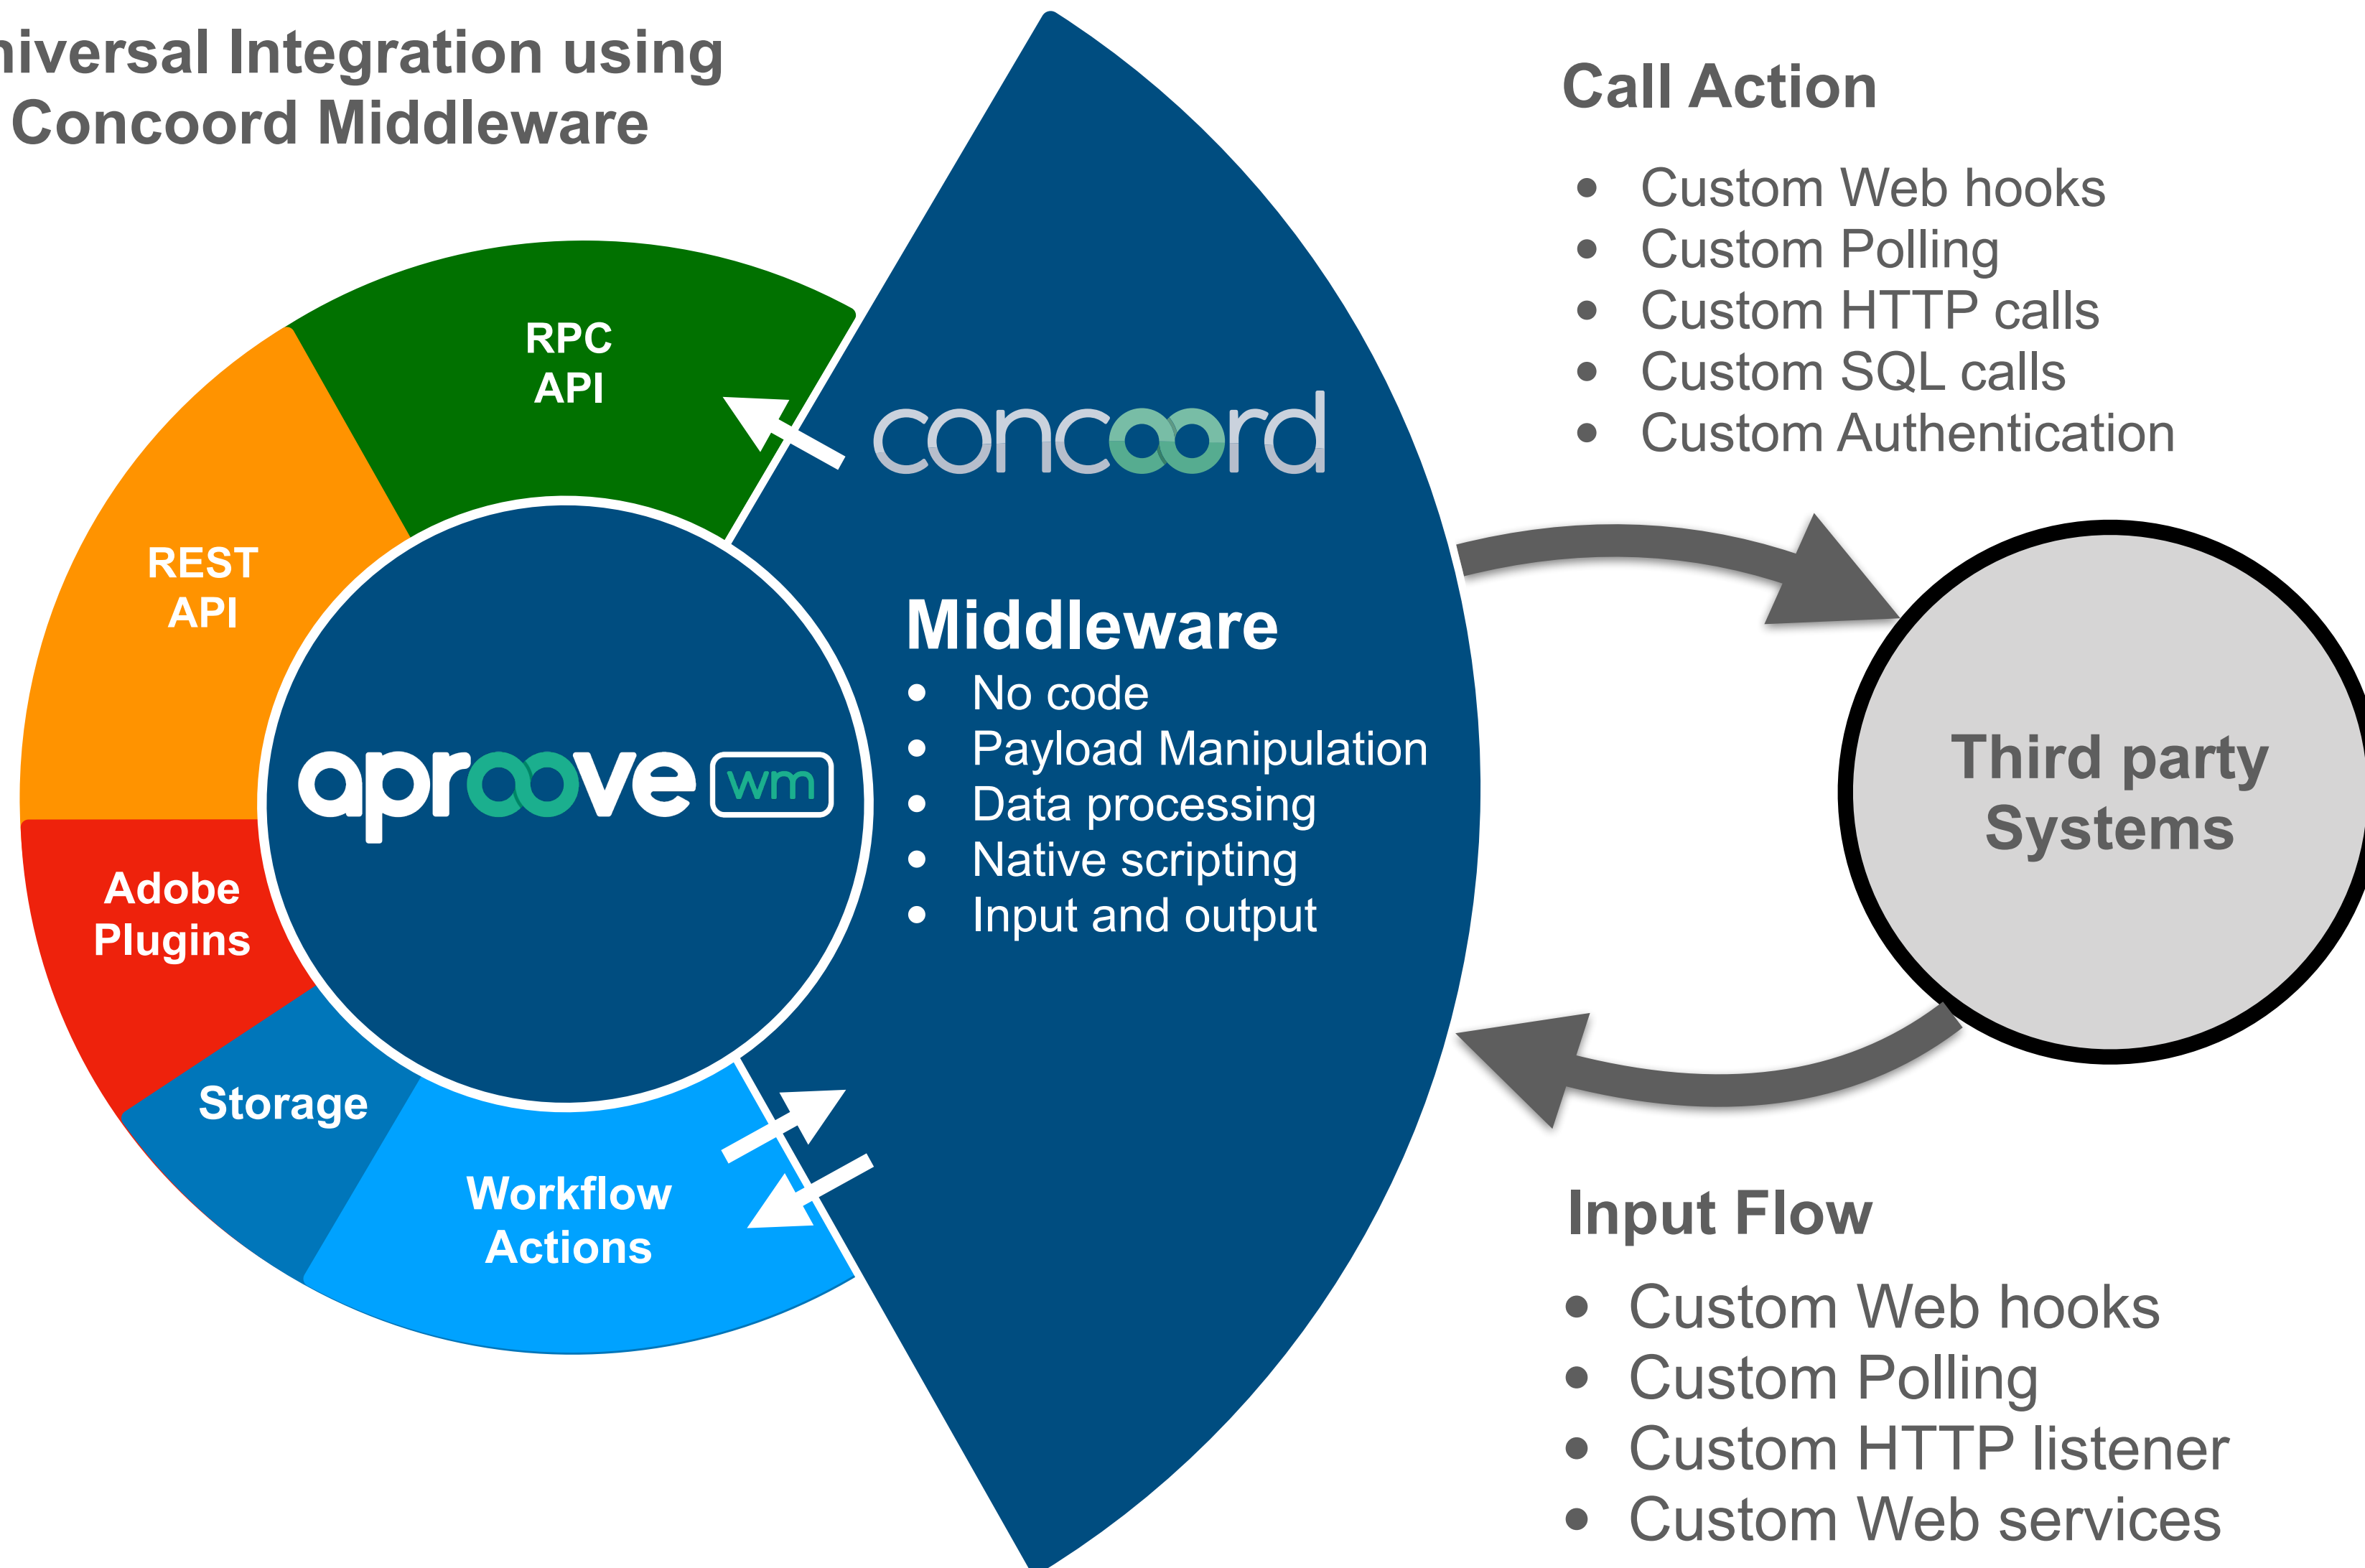 niversal Integration using
Concoord Middleware
RPC
API
REST
API
Adobe
Plugins
Storage
Workflow
Actions
aproove wm
concoord
Middleware
• No code
• Payload Manipulation
• Data processing
• Native scripting
• Input and output
Call Action
• Custom Web hooks
• Custom Polling
• Custom HTTP calls
• Custom SQL calls
• Custom Authentication
Third party
Systems
Input Flow
• Custom Web hooks
• Custom Polling
• Custom HTTP listener
• Custom Web services